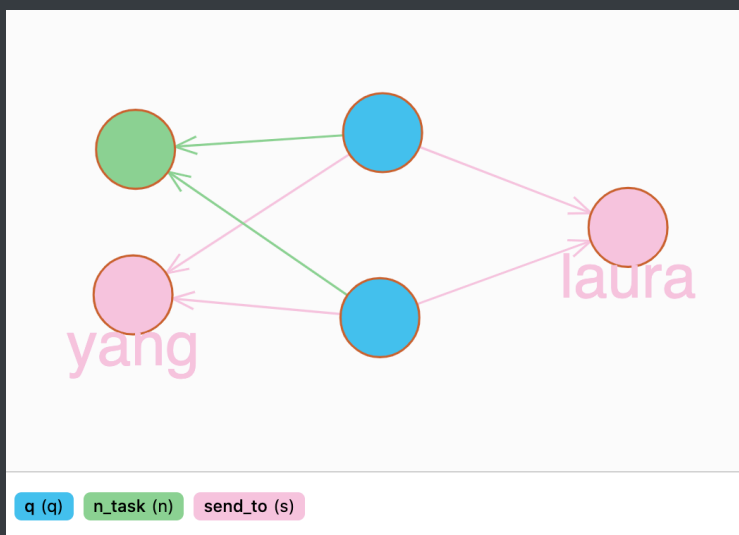 laura
yang
q (q) n_task (n) send_to (s)